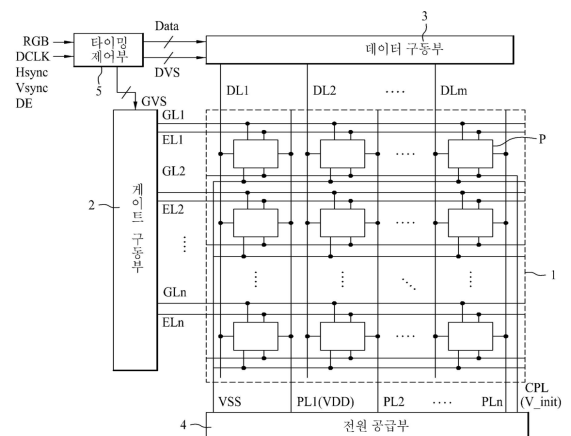 RGB
DCLK
Hsync
Vsync
DE
타이밍
제어부
5
Data
DVS
GVS
데이터 구동부
3
DL1 DL2 ···· DLm
GL1
EL1
GL2
EL2
GLn
ELn
게이트 구동부
2
P
1
VSS PL1(VDD) PL2 ···· PLn
CPL
(V_init)
전원 공급부
4